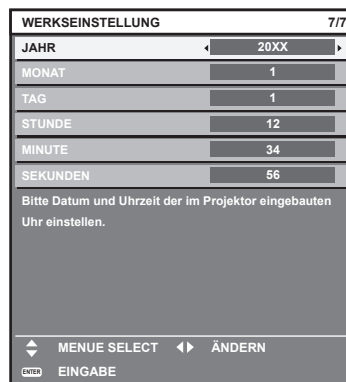 WERKSEINSTELLUNG 7/7
JAHR 20XX
MONAT 1
TAG 1
STUNDE 12
MINUTE 34
SEKUNDEN 56
Bitte Datum und Uhrzeit der im Projektor eingebauten
Uhr einstellen.
MENUE SELECT ÄNDERN
ENTER EINGABE